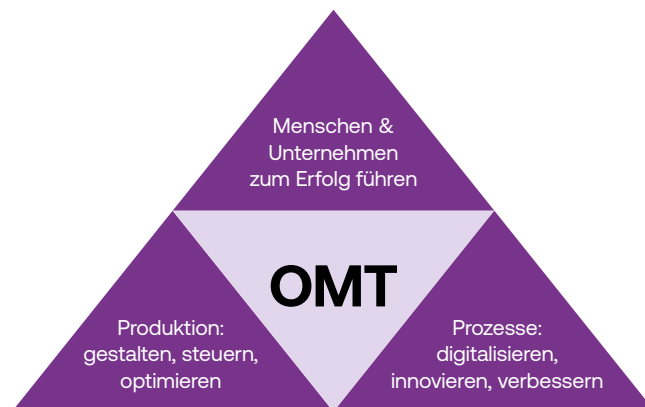 Menschen &
Unternehmen
zum Erfolg führen
OMT
Produktion:
gestalten, steuern,
optimieren
Prozesse:
digitalisieren,
innovieren, verbessern